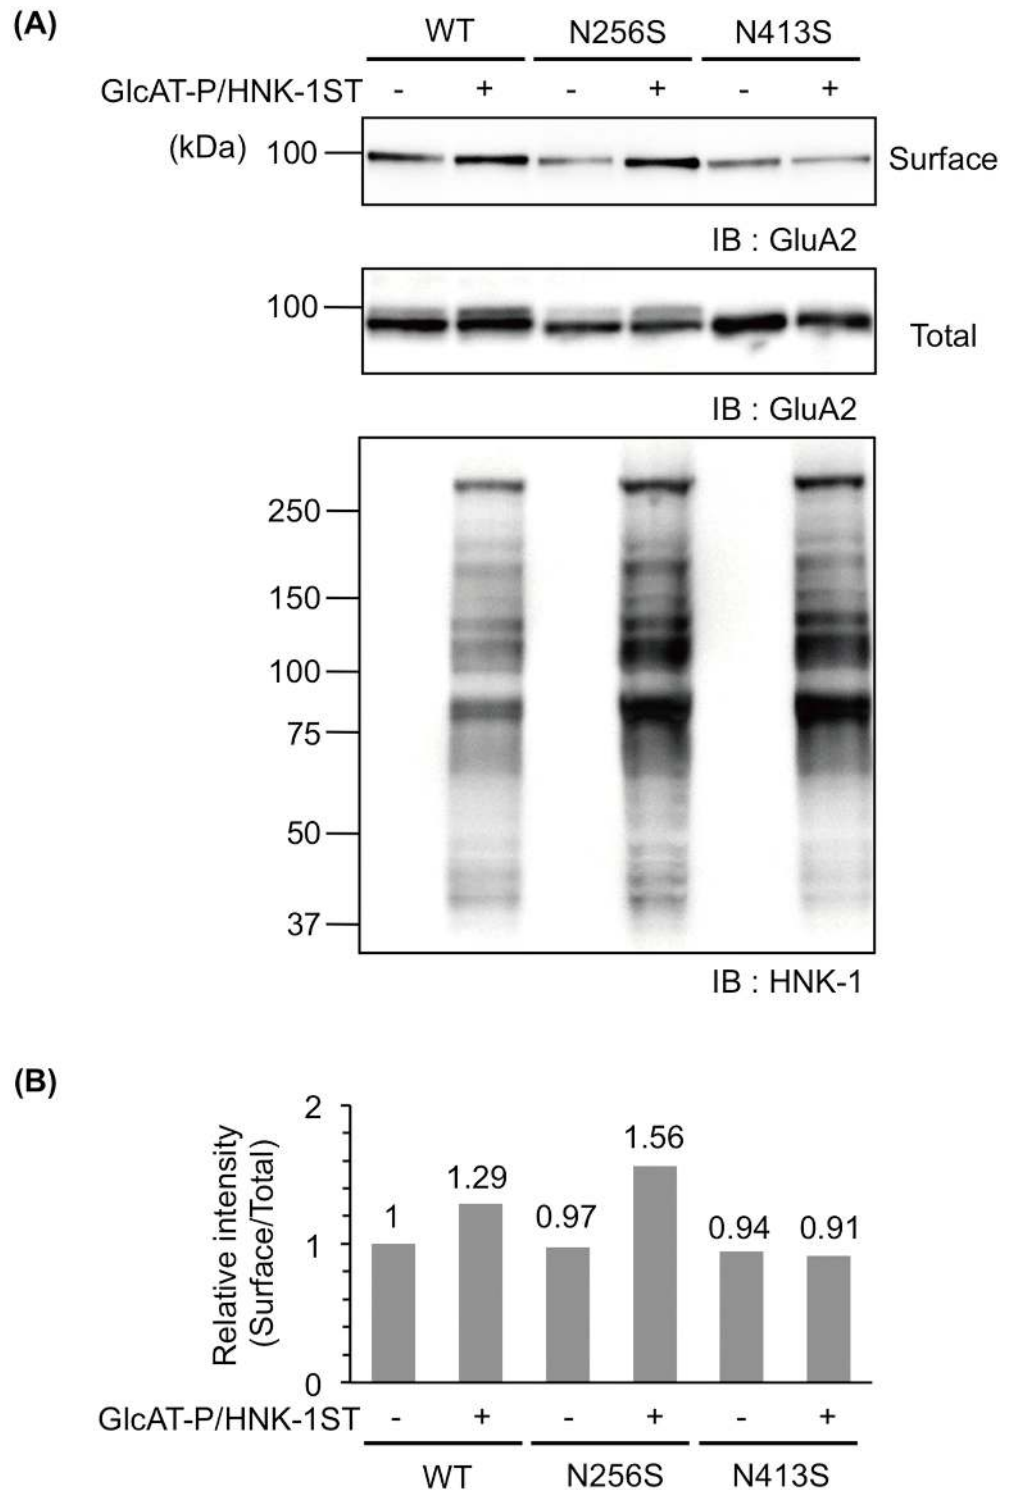 (A)
WT N256S N413S
GlcAT-P/HNK-1ST - + - + - +
(kDa) 100 Surface
IB : GluA2
100 Total
IB : GluA2
250
150
100
75
50
37
IB : HNK-1
(B)
Relative intensity
(Surface/Total)
2
1
0
1 1.29 0.97 1.56 0.94 0.91
GlcAT-P/HNK-1ST - + - + - +
WT N256S N413S